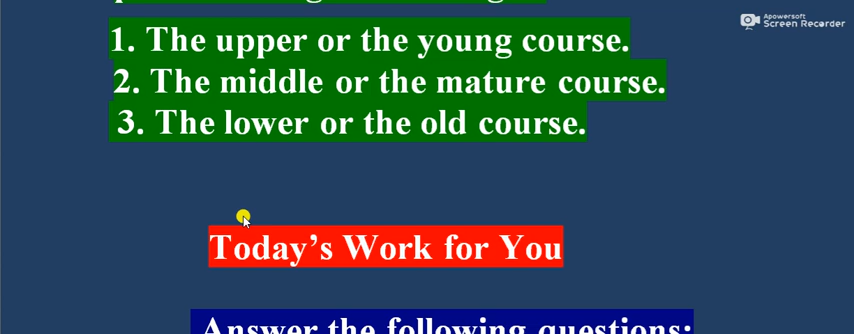 Apowersoft
Screen Recorder
1. The upper or the young course.
2. The middle or the mature course.
3. The lower or the old course.
Today’s Work for You
Answer the following questions: